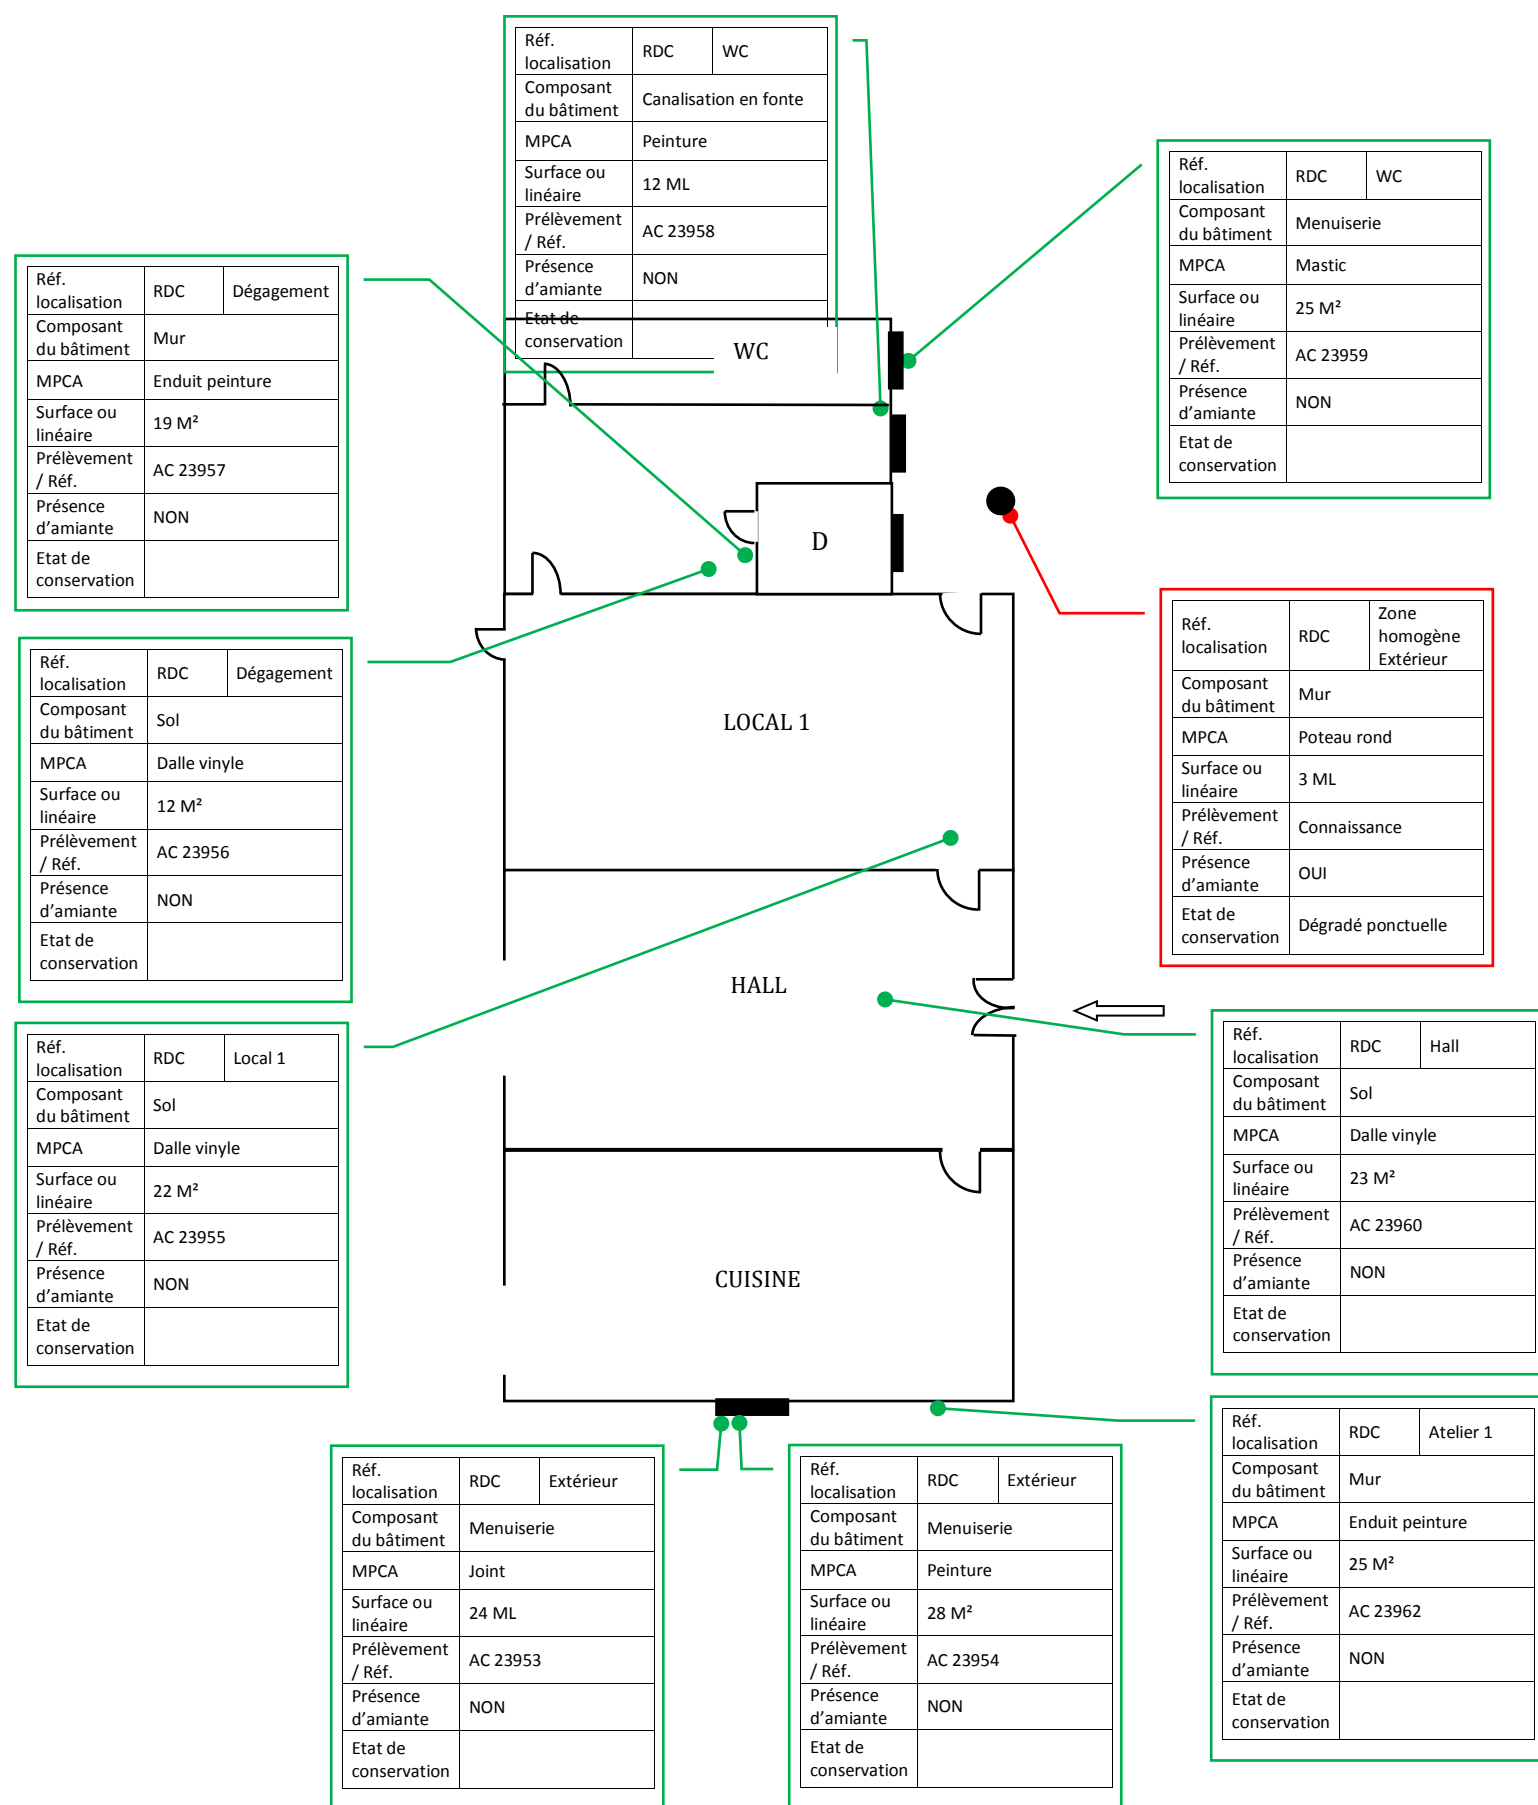 Réf.
localisation
RDC
WC
Composant
du bâtiment
Canalisation en fonte
MPCA
Peinture
Surface ou
linéaire
12 ML
Prélèvement
/ Réf.
AC 23958
Présence
d’amiante
NON
Etat de
conservation
Réf.
localisation
RDC
WC
Composant
du bâtiment
Menuiserie
MPCA
Mastic
Surface ou
linéaire
25 M²
Prélèvement
/ Réf.
AC 23959
Présence
d’amiante
NON
Etat de
conservation
Réf.
localisation
RDC
Dégagement
Composant
du bâtiment
Mur
MPCA
Enduit peinture
Surface ou
linéaire
19 M²
Prélèvement
/ Réf.
AC 23957
Présence
d’amiante
NON
Etat de
conservation
WC
D
Réf.
localisation
RDC
Zone
homogène
Extérieur
Composant
du bâtiment
Mur
MPCA
Poteau rond
Surface ou
linéaire
3 ML
Prélèvement
/ Réf.
Connaissance
Présence
d’amiante
OUI
Etat de
conservation
Dégradé ponctuelle
Réf.
localisation
RDC
Dégagement
Composant
du bâtiment
Sol
MPCA
Dalle vinyle
Surface ou
linéaire
12 M²
Prélèvement
/ Réf.
AC 23956
Présence
d’amiante
NON
Etat de
conservation
LOCAL 1
HALL
Réf.
localisation
RDC
Local 1
Composant
du bâtiment
Sol
MPCA
Dalle vinyle
Surface ou
linéaire
22 M²
Prélèvement
/ Réf.
AC 23955
Présence
d’amiante
NON
Etat de
conservation
Réf.
localisation
RDC
Hall
Composant
du bâtiment
Sol
MPCA
Dalle vinyle
Surface ou
linéaire
23 M²
Prélèvement
/ Réf.
AC 23960
Présence
d’amiante
NON
Etat de
conservation
CUISINE
Réf.
localisation
RDC
Extérieur
Composant
du bâtiment
Menuiserie
MPCA
Joint
Surface ou
linéaire
24 ML
Prélèvement
/ Réf.
AC 23953
Présence
d’amiante
NON
Etat de
conservation
Réf.
localisation
RDC
Extérieur
Composant
du bâtiment
Menuiserie
MPCA
Peinture
Surface ou
linéaire
28 M²
Prélèvement
/ Réf.
AC 23954
Présence
d’amiante
NON
Etat de
conservation
Réf.
localisation
RDC
Atelier 1
Composant
du bâtiment
Mur
MPCA
Enduit peinture
Surface ou
linéaire
25 M²
Prélèvement
/ Réf.
AC 23962
Présence
d’amiante
NON
Etat de
conservation